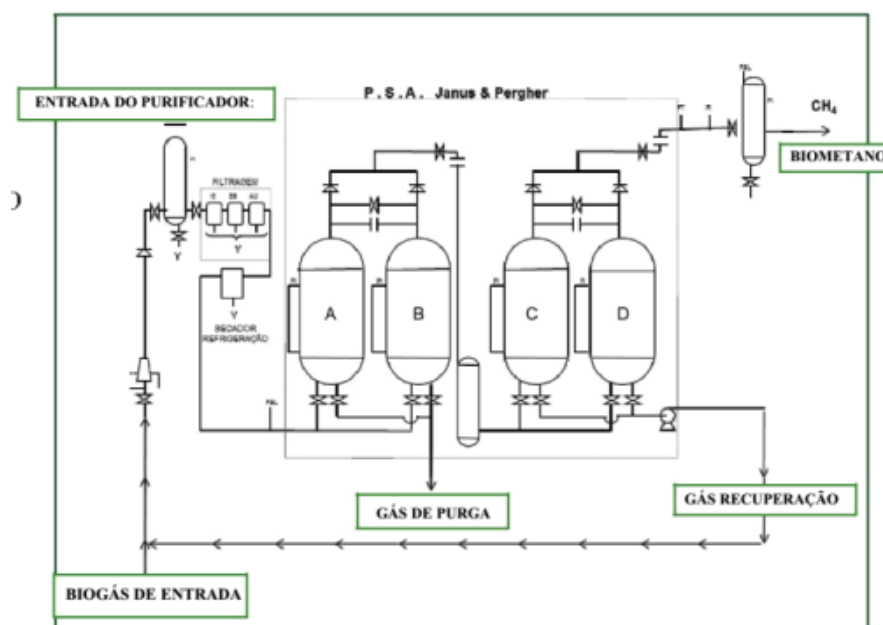 P.S.A. Janus & Pergher
ENTRADA DO PURIFICADOR:
CH₄
BIOMETANO
FILTRAGEM
A
B
C
D
SECADOR
REFRIGERAÇÃO
GÁS DE PURGA
GÁS RECUPERAÇÃO
BIOGÁS DE ENTRADA